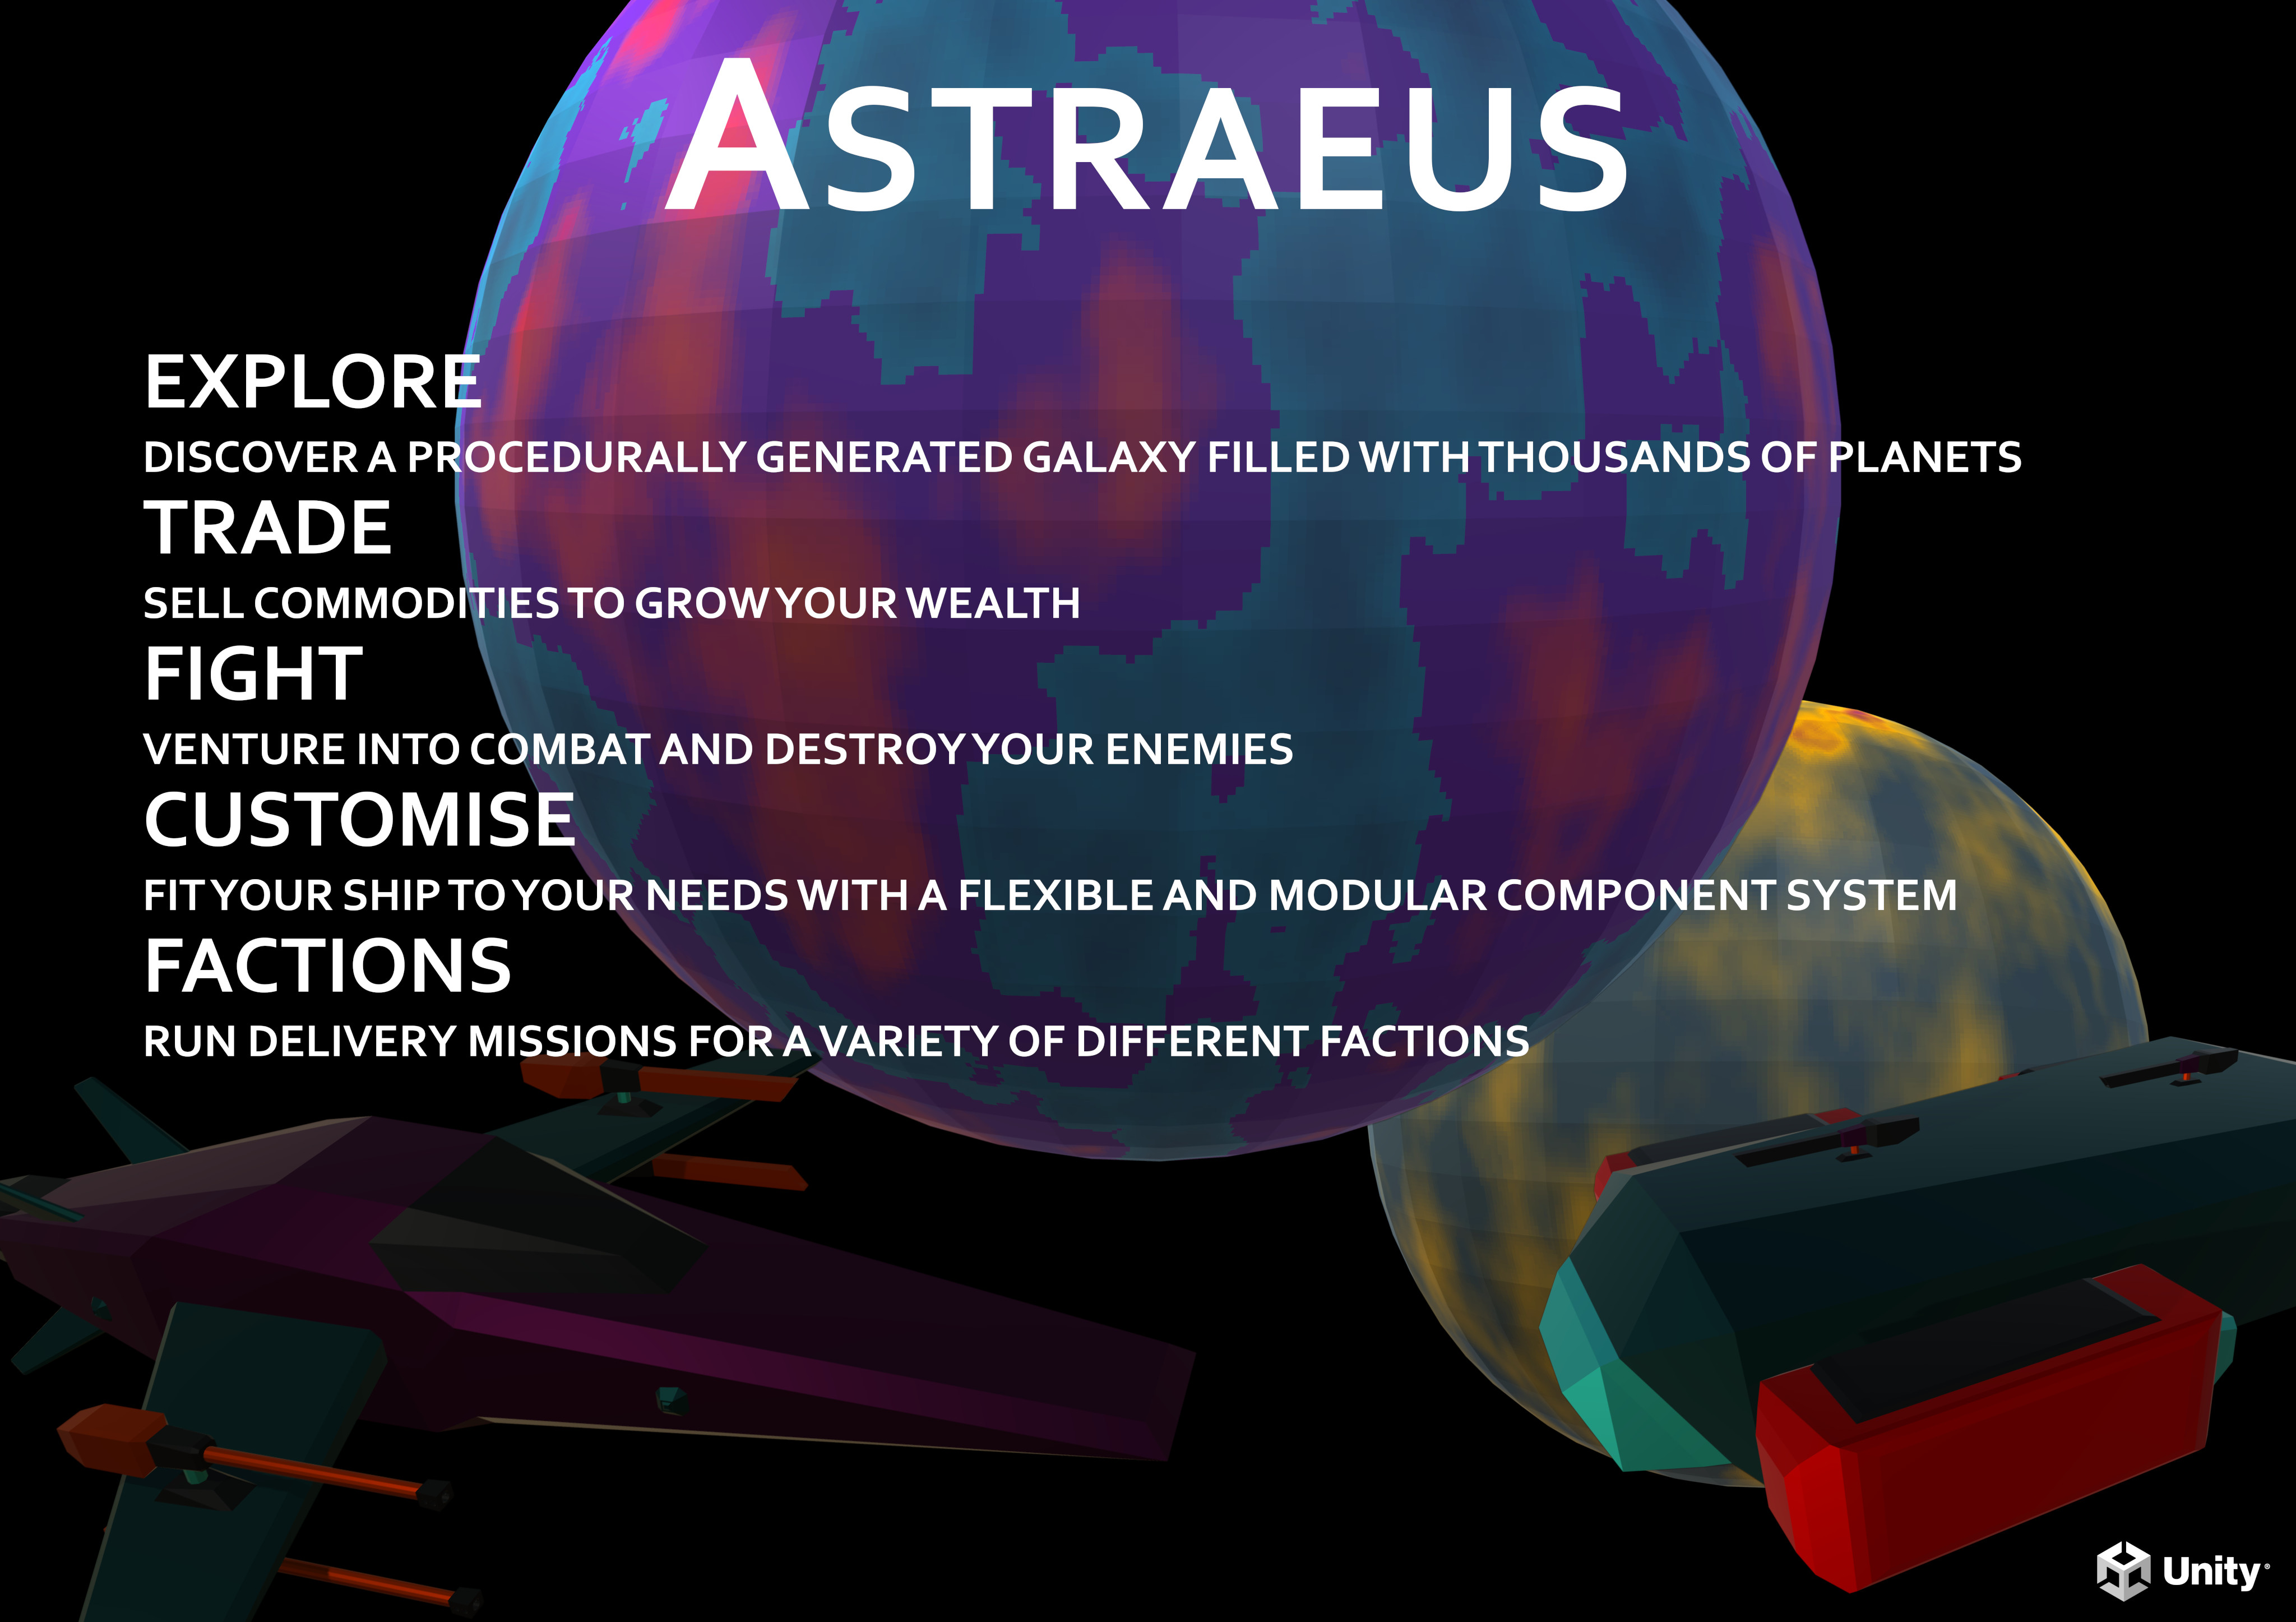 ASTRAEUS
EXPLORE
DISCOVER A PROCEDURALLY GENERATED GALAXY FILLED WITH THOUSANDS OF PLANETS
TRADE
SELL COMMODITIES TO GROW YOUR WEALTH
FIGHT
VENTURE INTO COMBAT AND DESTROY YOUR ENEMIES
CUSTOMISE
FIT YOUR SHIP TO YOUR NEEDS WITH A FLEXIBLE AND MODULAR COMPONENT SYSTEM
FACTIONS
RUN DELIVERY MISSIONS FOR A VARIETY OF DIFFERENT FACTIONS
Unity®